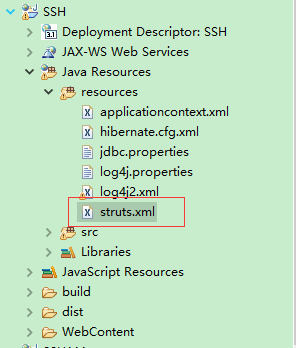 SSH
Deployment Descriptor: SSH
JAX-WS Web Services
Java Resources
resources
applicationcontext.xml
hibernate.cfg.xml
jdbc.properties
log4j.properties
log4j2.xml
struts.xml
src
Libraries
JavaScript Resources
build
dist
WebContent